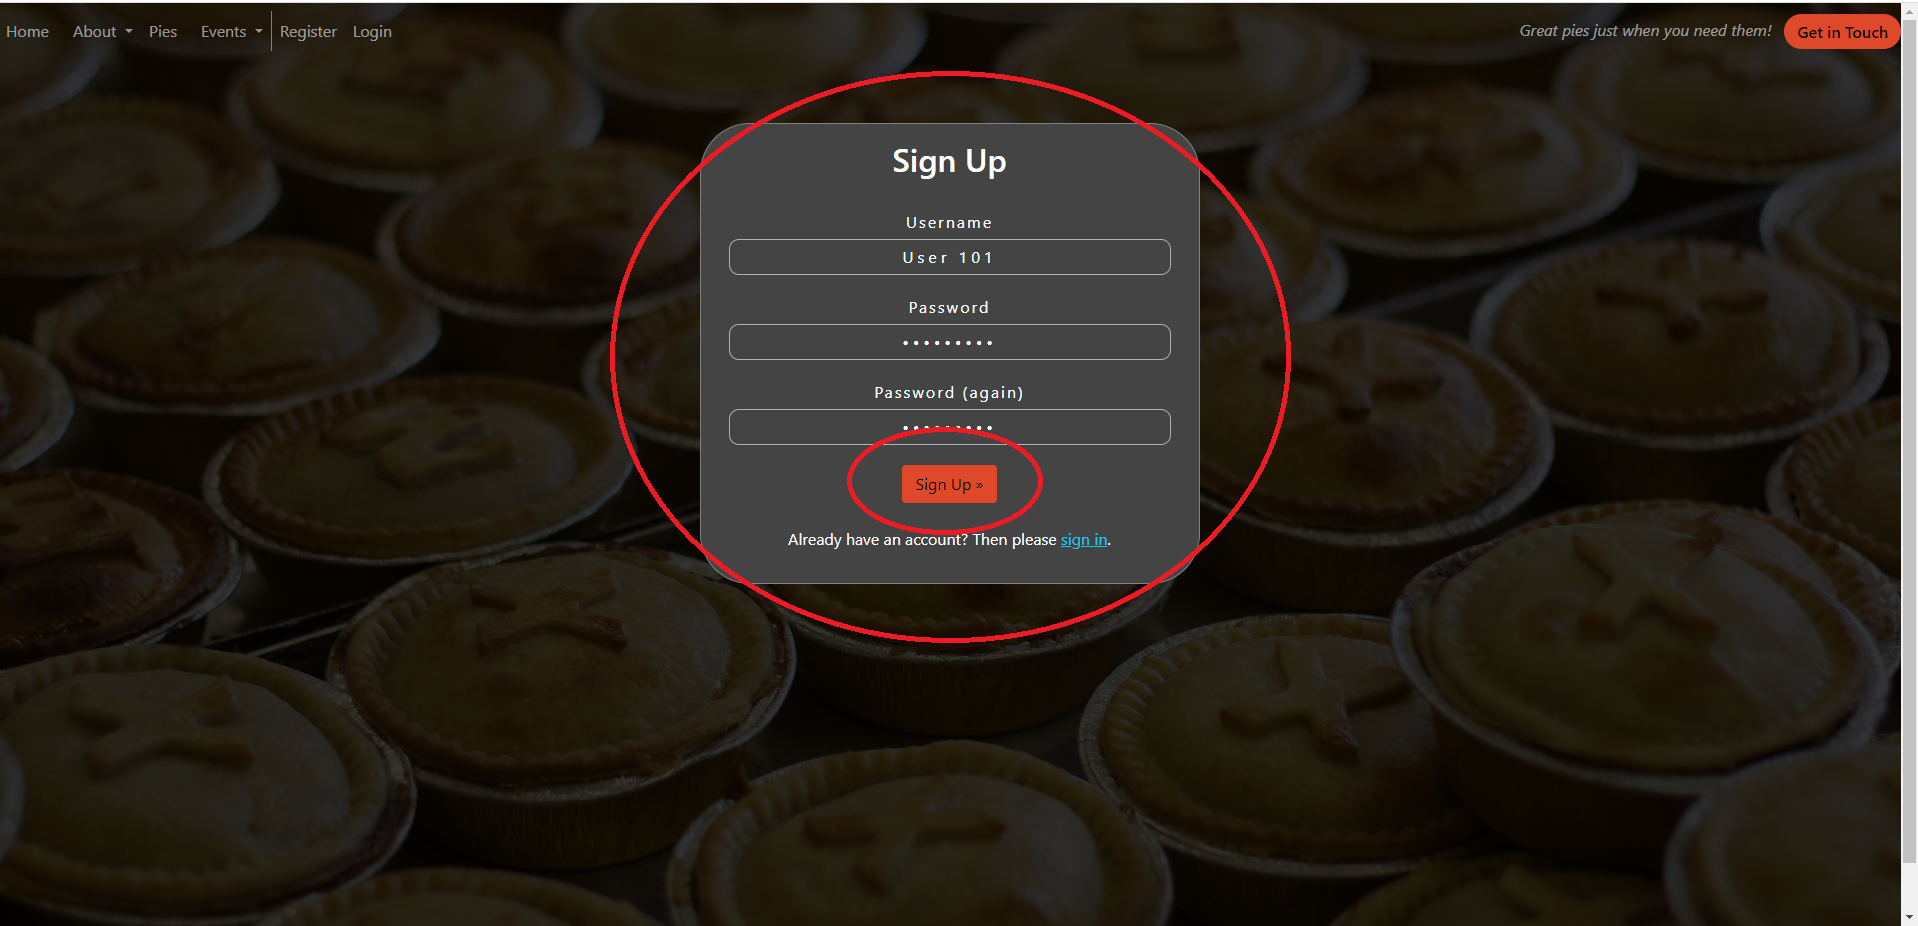 Home About Pies Events Register Login Great pies just when you need them! Get in Touch
Sign Up
Username
User 101
Password
•••••••••
Password (again)
•••••••••
Sign Up »
Already have an account? Then please sign in.